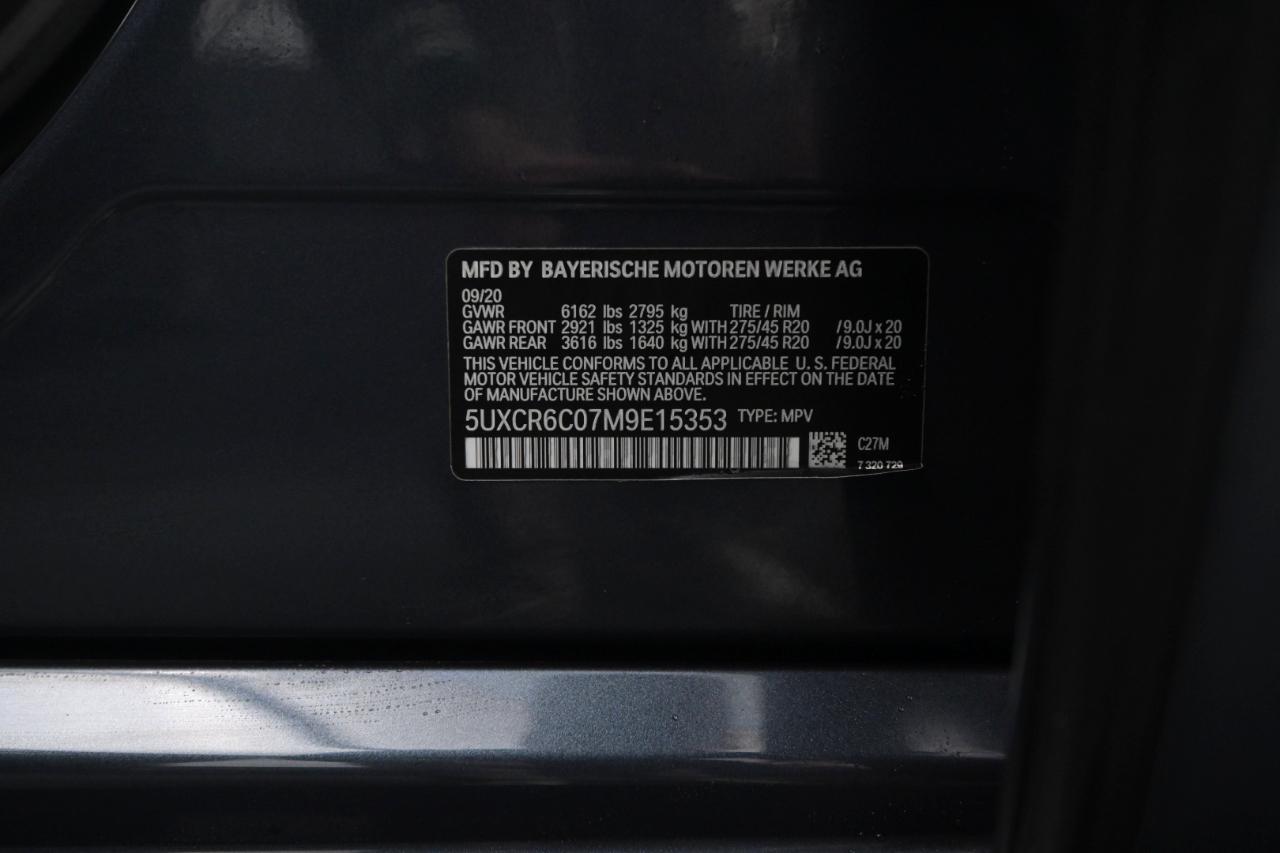 MFD BY BAYERISCHE MOTOREN WERKE AG
09/20
GVWR 6162 lbs 2795 kg TIRE / RIM
GAWR FRONT 2921 lbs 1325 kg WITH 275/45 R20 / 9.0J x 20
GAWR REAR 3616 lbs 1640 kg WITH 275/45 R20 / 9.0J x 20
THIS VEHICLE CONFORMS TO ALL APPLICABLE U. S. FEDERAL
MOTOR VEHICLE SAFETY STANDARDS IN EFFECT ON THE DATE
OF MANUFACTURE SHOWN ABOVE.
5UXCR6C07M9E15353 TYPE: MPV
C27M
7 320 729